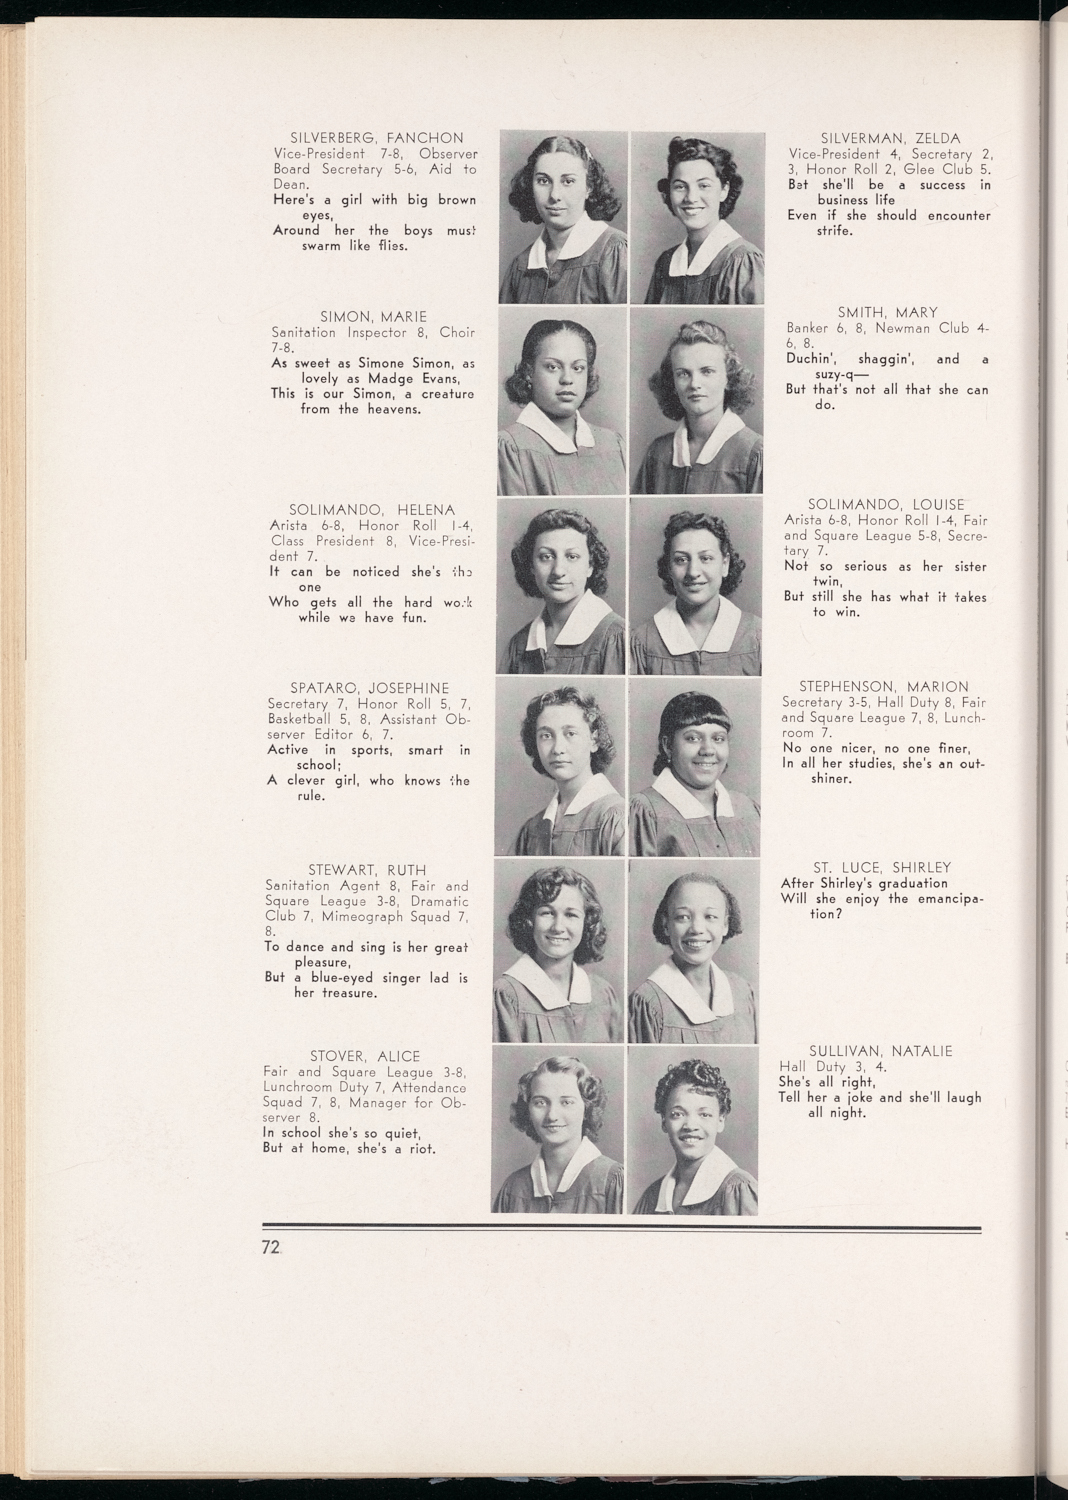 SILVERBERG, FANCHON
Vice-President 7-8, Observer
Board Secretary 5-6, Aid to
Dean.
Here's a girl with big brown
eyes,
Around her the boys must
swarm like flies.
SILVERMAN, ZELDA
Vice-President 4, Secretary 2,
3, Honor Roll 2, Glee Club 5.
Bet she'll be a success in
business life
Even if she should encounter
strife.
SIMON, MARIE
Sanitation Inspector 8, Choir
7-8.
As sweet as Simone Simon, as
lovely as Madge Evans,
This is our Simon, a creature
from the heavens.
SMITH, MARY
Banker 6, 8, Newman Club 4-
6, 8.
Duchin', shaggin', and a
suzy-q—
But that's not all that she can
do.
SOLIMANDO, HELENA
Arista 6-8, Honor Roll 1-4,
Class President 8, Vice-Presi-
dent 7.
It can be noticed she's the
one
Who gets all the hard work
while we have fun.
SOLIMANDO, LOUISE
Arista 6-8, Honor Roll 1-4, Fair
and Square League 5-8, Secre-
tary 7.
Not so serious as her sister
twin,
But still she has what it takes
to win.
SPATARO, JOSEPHINE
Secretary 7, Honor Roll 5, 7,
Basketball 5, 8, Assistant Ob-
server Editor 6, 7.
Active in sports, smart in
school;
A clever girl, who knows the
rule.
STEPHENSON, MARION
Secretary 3-5, Hall Duty 8, Fair
and Square League 7, 8, Lunch-
room 7.
No one nicer, no one finer,
In all her studies, she's an out-
shiner.
STEWART, RUTH
Sanitation Agent 8, Fair and
Square League 3-8, Dramatic
Club 7, Mimeograph Squad 7,
8.
To dance and sing is her great
pleasure,
But a blue-eyed singer lad is
her treasure.
ST. LUCE, SHIRLEY
After Shirley's graduation
Will she enjoy the emancipa-
tion?
STOVER, ALICE
Fair and Square League 3-8,
Lunchroom Duty 7, Attendance
Squad 7, 8, Manager for Ob-
server 8.
In school she's so quiet,
But at home, she's a riot.
SULLIVAN, NATALIE
Hall Duty 3, 4.
She's all right,
Tell her a joke and she'll laugh
all night.
72